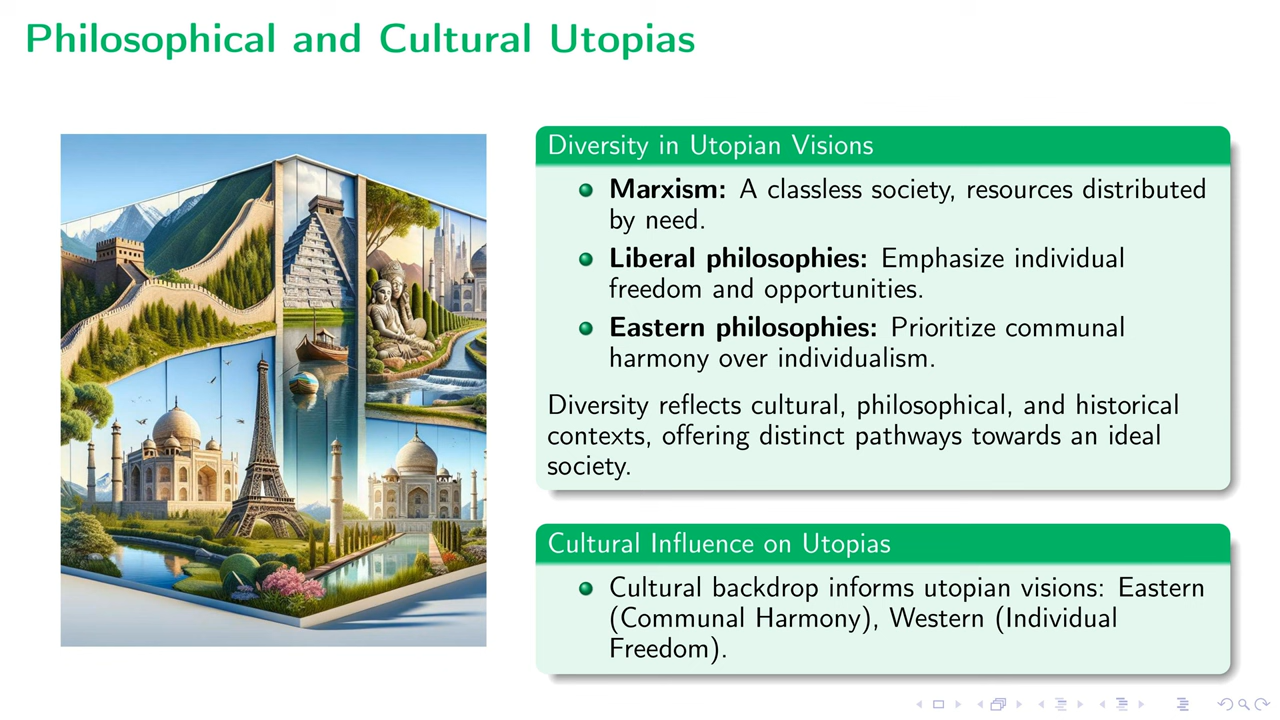 Philosophical and Cultural Utopias
Diversity in Utopian Visions
Marxism: A classless society, resources distributed
by need.
Liberal philosophies: Emphasize individual
freedom and opportunities.
Eastern philosophies: Prioritize communal
harmony over individualism.
Diversity reflects cultural, philosophical, and historical
contexts, offering distinct pathways towards an ideal
society.
Cultural Influence on Utopias
Cultural backdrop informs utopian visions: Eastern
(Communal Harmony), Western (Individual
Freedom).